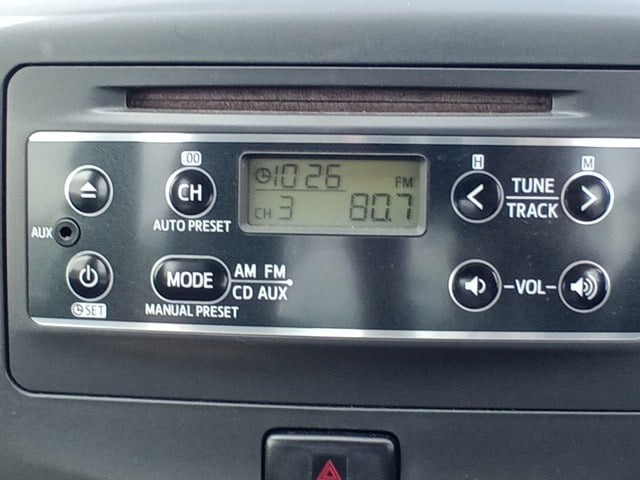 00
CH
AUTO PRESET
AUX
SET
MODE
AM FM
CD AUX
MANUAL PRESET
10 26
FM
CH 3 80.7
H
M
TUNE
TRACK
VOL